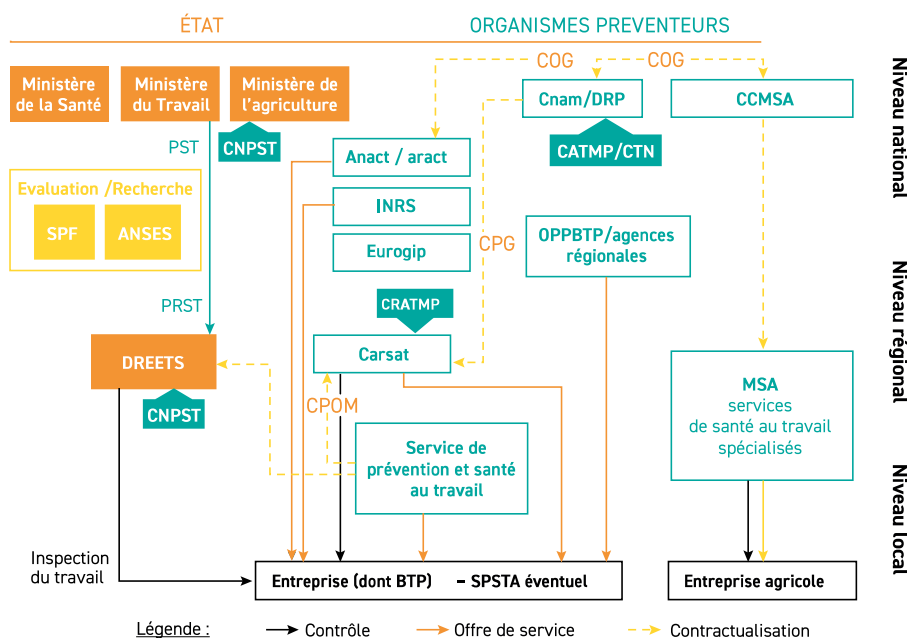 ÉTAT
ORGANISMES PREVENTEURS
COG
COG
Ministère
de la Santé
Ministère
du Travail
Ministère de
l'agriculture
Cnam/DRP
CCMSA
Niveau national
PST
CNPST
CATMP/CTN
Anact / aract
Evaluation /Recherche
SPF
ANSES
INRS
Eurogip
CPG
OPPBTP/agences
régionales
PRST
CRATMP
Niveau régional
DREETS
Carsat
CNPST
CPOM
MSA
services
de santé au travail
spécialisés
Service de
prévention et santé
au travail
Niveau local
Inspection
du travail
Entreprise (dont BTP) – SPSTA éventuel
Entreprise agricole
Légende : Contrôle Offre de service Contractualisation